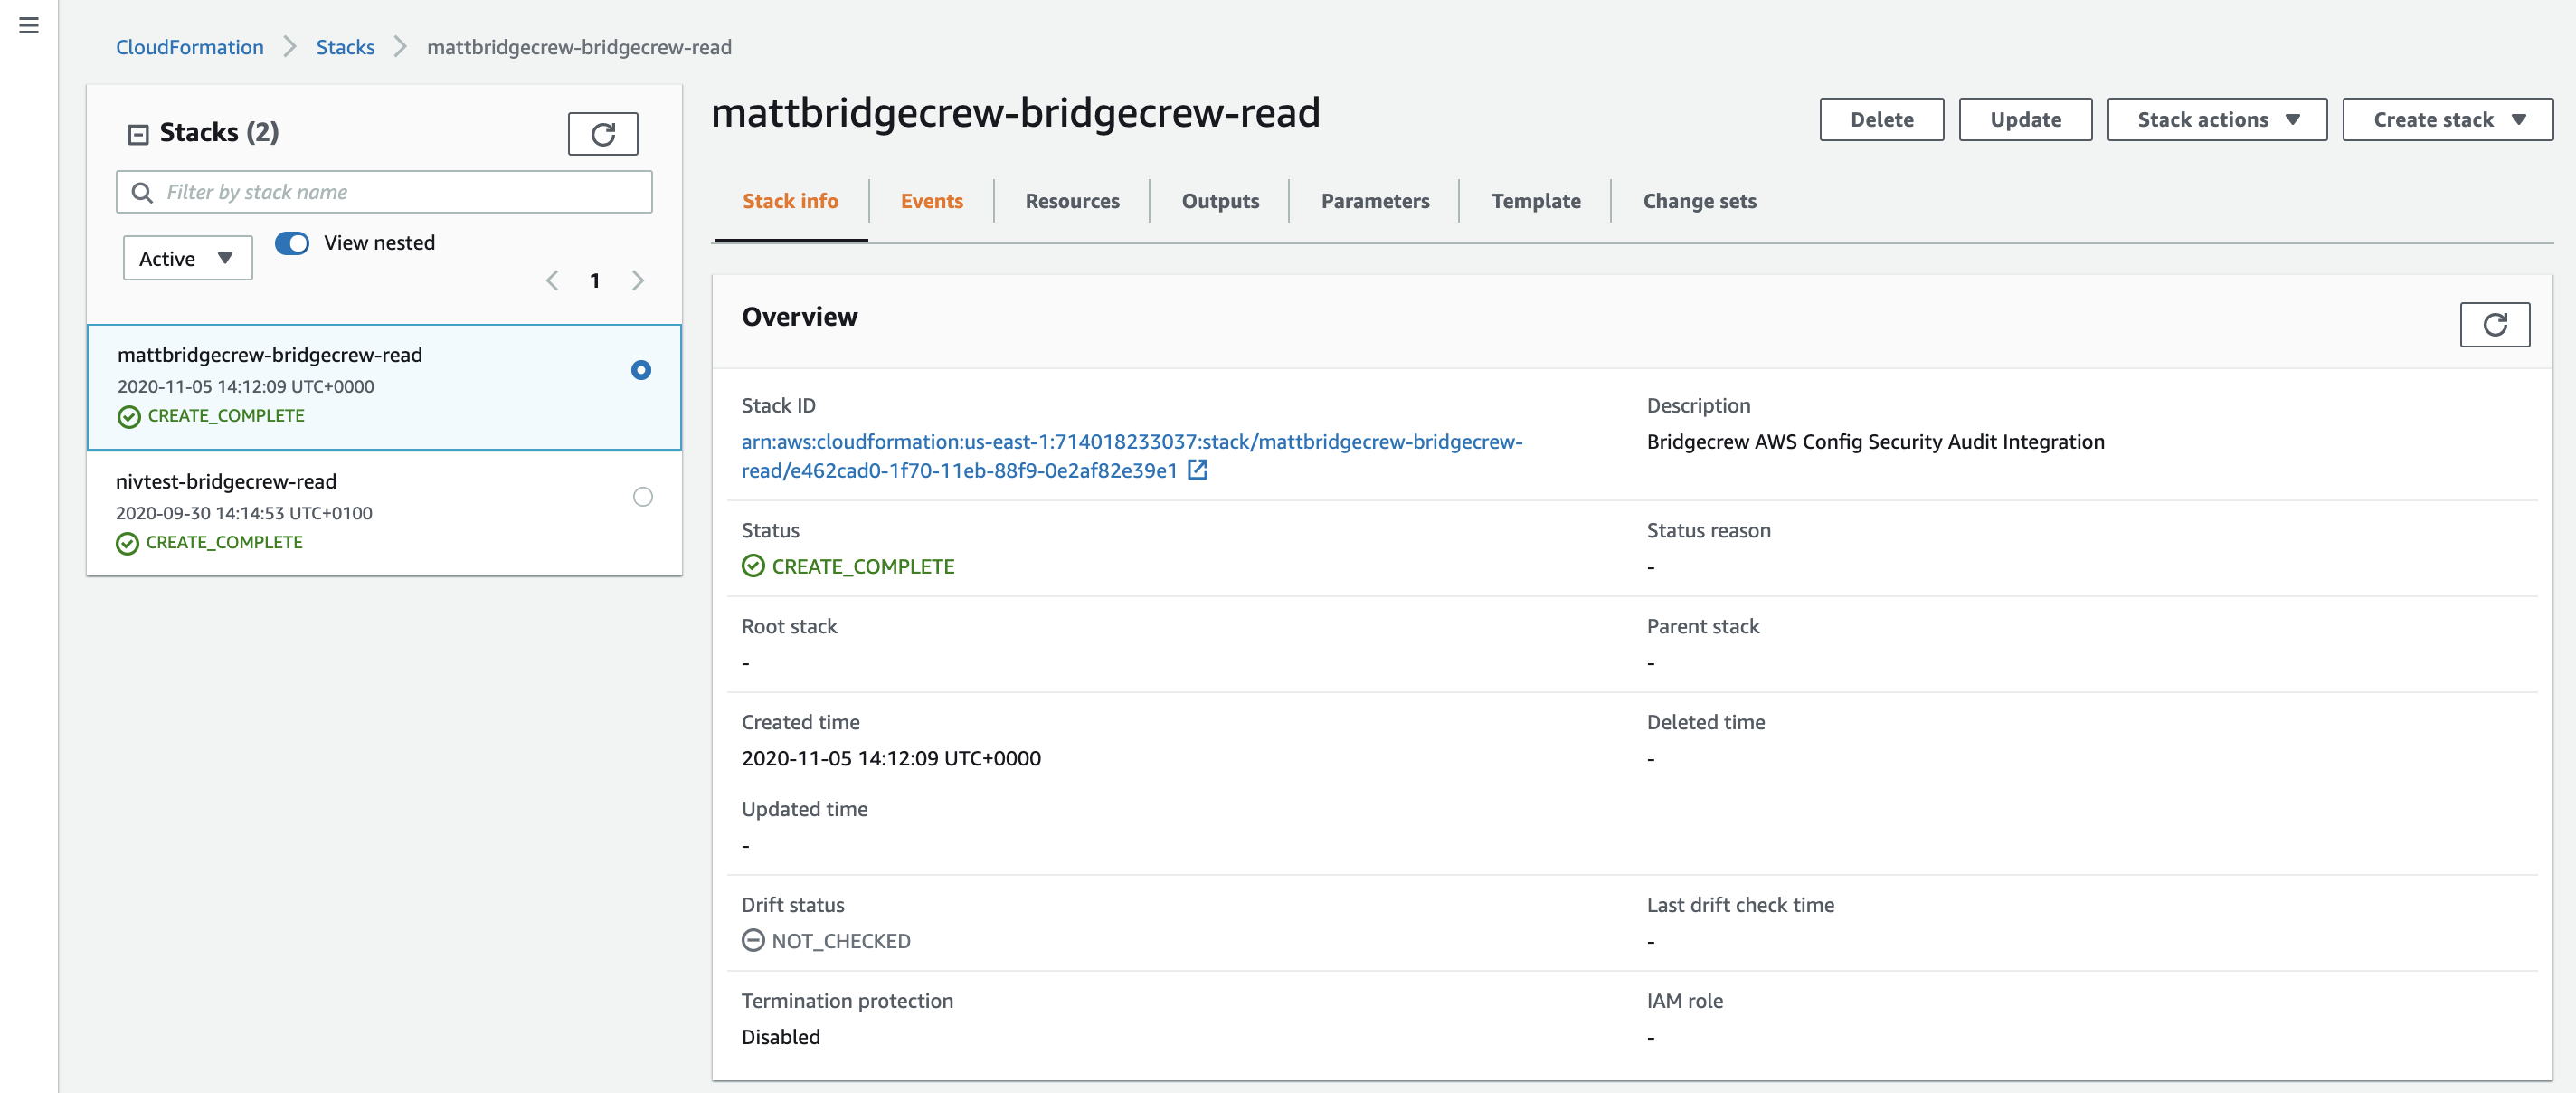 CloudFormation > Stacks > mattbridgecrew-bridgecrew-read
Stacks (2)
Filter by stack name
Active
View nested
1
mattbridgecrew-bridgecrew-read
2020-11-05 14:12:09 UTC+0000
CREATE_COMPLETE
nivtest-bridgecrew-read
2020-09-30 14:14:53 UTC+0100
CREATE_COMPLETE
mattbridgecrew-bridgecrew-read
Delete Update Stack actions Create stack
Stack info Events Resources Outputs Parameters Template Change sets
Overview
Stack ID
arn:aws:cloudformation:us-east-1:714018233037:stack/mattbridgecrew-bridgecrew-
read/e462cad0-1f70-11eb-88f9-0e2af82e39e1
Description
Bridgecrew AWS Config Security Audit Integration
Status
CREATE_COMPLETE
Status reason
-
Root stack
-
Parent stack
-
Created time
2020-11-05 14:12:09 UTC+0000
Deleted time
-
Updated time
-
Drift status
NOT_CHECKED
Last drift check time
-
Termination protection
Disabled
IAM role
-